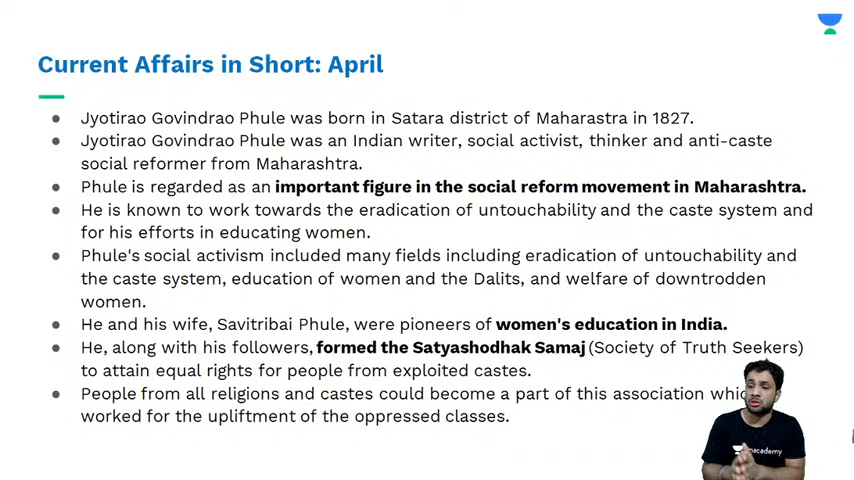 Current Affairs in Short: April
● Jyotirao Govindrao Phule was born in Satara district of Maharastra in 1827.
● Jyotirao Govindrao Phule was an Indian writer, social activist, thinker and anti-caste
social reformer from Maharashtra.
● Phule is regarded as an important figure in the social reform movement in Maharashtra.
● He is known to work towards the eradication of untouchability and the caste system and
for his efforts in educating women.
● Phule's social activism included many fields including eradication of untouchability and
the caste system, education of women and the Dalits, and welfare of downtrodden
women.
● He and his wife, Savitribai Phule, were pioneers of women's education in India.
● He, along with his followers, formed the Satyashodhak Samaj (Society of Truth Seekers)
to attain equal rights for people from exploited castes.
● People from all religions and castes could become a part of this association
worked for the upliftment of the oppressed classes.